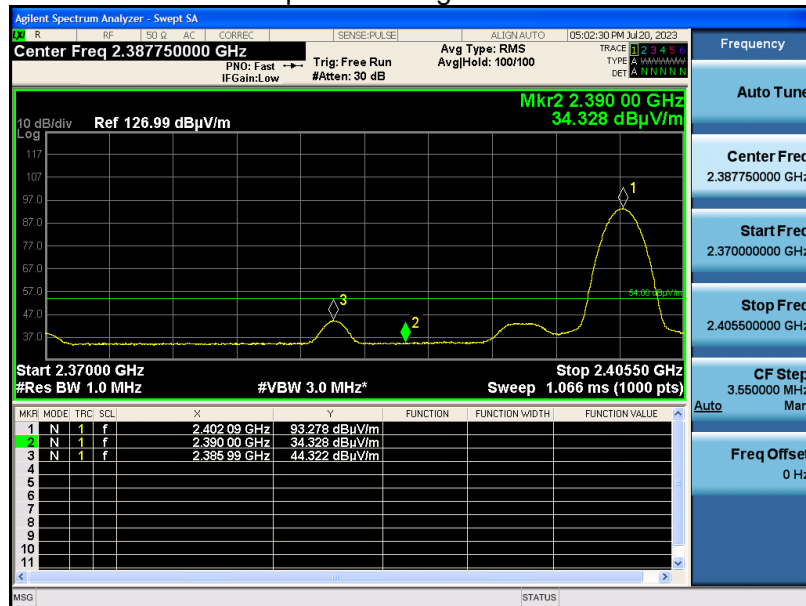 Agilent Spectrum Analyzer - Swept SA
LXI R RF 50 Ω AC CORREC SENSE:PULSE ALIGN AUTO 05:02:30 PM Jul 20, 2023
Center Freq 2.387750000 GHz
PNO: Fast
IFGain:Low
Trig: Free Run
#Atten: 30 dB
Avg Type: RMS
Avg|Hold: 100/100
TRACE 1 2 3 4 5 6
TYPE A WWWWW
DET A N N N N N
Mkr2 2.390 00 GHz
34.328 dBµV/m
10 dB/div Ref 126.99 dBµV/m
Log
117
107
97.0
87.0
77.0
67.0
57.0
47.0
37.0
1
2
3
54.00 dBµV/m
Start 2.37000 GHz Stop 2.40550 GHz
#Res BW 1.0 MHz #VBW 3.0 MHz* Sweep 1.066 ms (1000 pts)
MKR MODE TRC SCL X Y FUNCTION FUNCTION WIDTH FUNCTION VALUE
1 N 1 f 2.402 09 GHz 93.278 dBµV/m
2 N 1 f 2.390 00 GHz 34.328 dBµV/m
3 N 1 f 2.385 99 GHz 44.322 dBµV/m
4
5
6
7
8
9
10
11
MSG STATUS
Frequency
Auto Tune
Center Freq
2.387750000 GHz
Start Freq
2.370000000 GHz
Stop Freq
2.405500000 GHz
CF Step
3.550000 MHz
Auto Man
Freq Offset
0 Hz